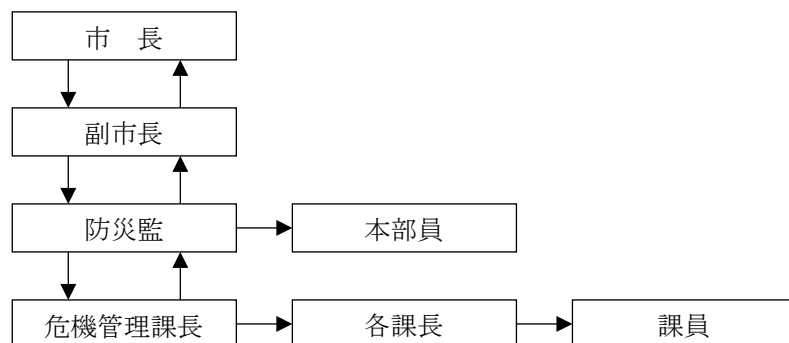 市　長
副市長
防災監
本部員
危機管理課長
各課長
課員